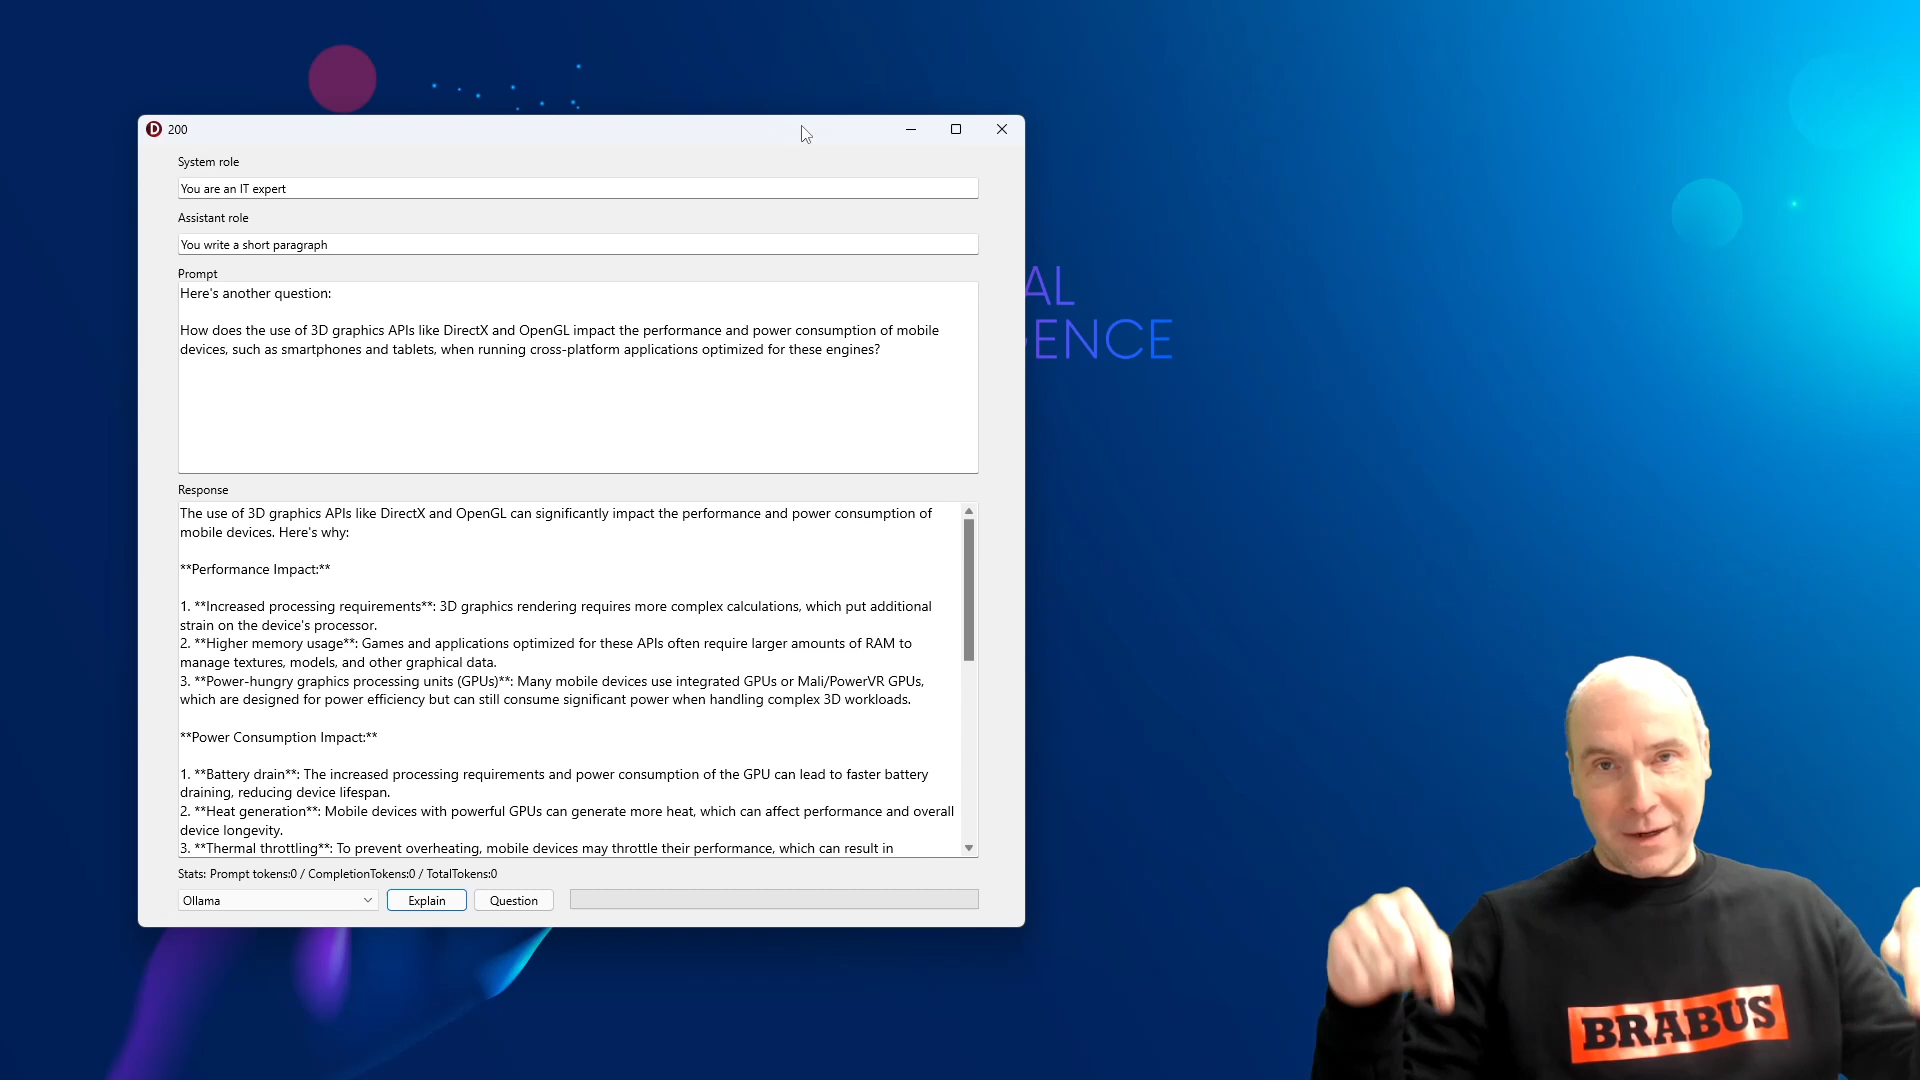 200
System role
You are an IT expert
Assistant role
You write a short paragraph
Prompt
Here's another question:
How does the use of 3D graphics APIs like DirectX and OpenGL impact the performance and power consumption of mobile
devices, such as smartphones and tablets, when running cross-platform applications optimized for these engines?
AL
ENCE
Response
The use of 3D graphics APIs like DirectX and OpenGL can significantly impact the performance and power consumption of
mobile devices. Here's why:
**Performance Impact:**
1. **Increased processing requirements**: 3D graphics rendering requires more complex calculations, which put additional
strain on the device's processor.
2. **Higher memory usage**: Games and applications optimized for these APIs often require larger amounts of RAM to
manage textures, models, and other graphical data.
3. **Power-hungry graphics processing units (GPUs)**: Many mobile devices use integrated GPUs or Mali/PowerVR GPUs,
which are designed for power efficiency but can still consume significant power when handling complex 3D workloads.
**Power Consumption Impact:**
1. **Battery drain**: The increased processing requirements and power consumption of the GPU can lead to faster battery
draining, reducing device lifespan.
2. **Heat generation**: Mobile devices with powerful GPUs can generate more heat, which can affect performance and overall
device longevity.
3. **Thermal throttling**: To prevent overheating, mobile devices may throttle their performance, which can result in
Stats: Prompt tokens:0 / CompletionTokens:0 / TotalTokens:0
Ollama
Explain
Question
BRABUS